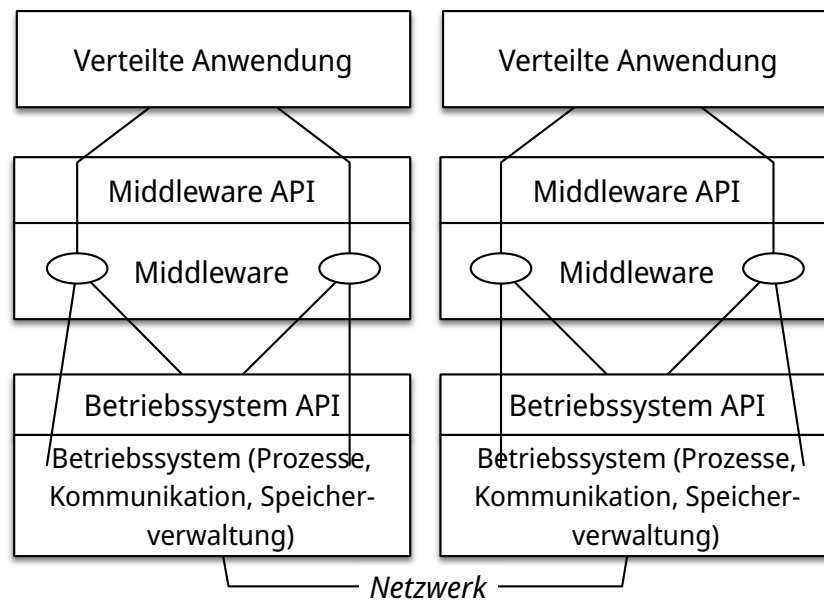 Verteilte Anwendung
Verteilte Anwendung
Middleware API
Middleware API
Middleware
Middleware
Betriebssystem API
Betriebssystem API
Betriebssystem (Prozesse,
Kommunikation, Speicher-
verwaltung)
Betriebssystem (Prozesse,
Kommunikation, Speicher-
verwaltung)
Netzwerk